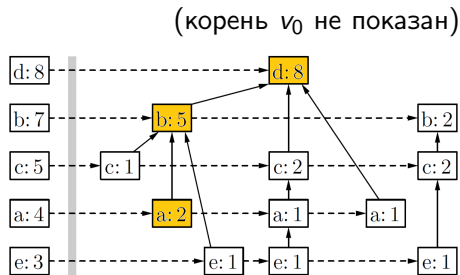 (корень v₀ не показан)
d: 8 d: 8
b: 7 b: 5 b: 2
c: 5 c: 1 c: 2 c: 2
a: 4 a: 2 a: 1 a: 1
e: 3 e: 1 e: 1 e: 1